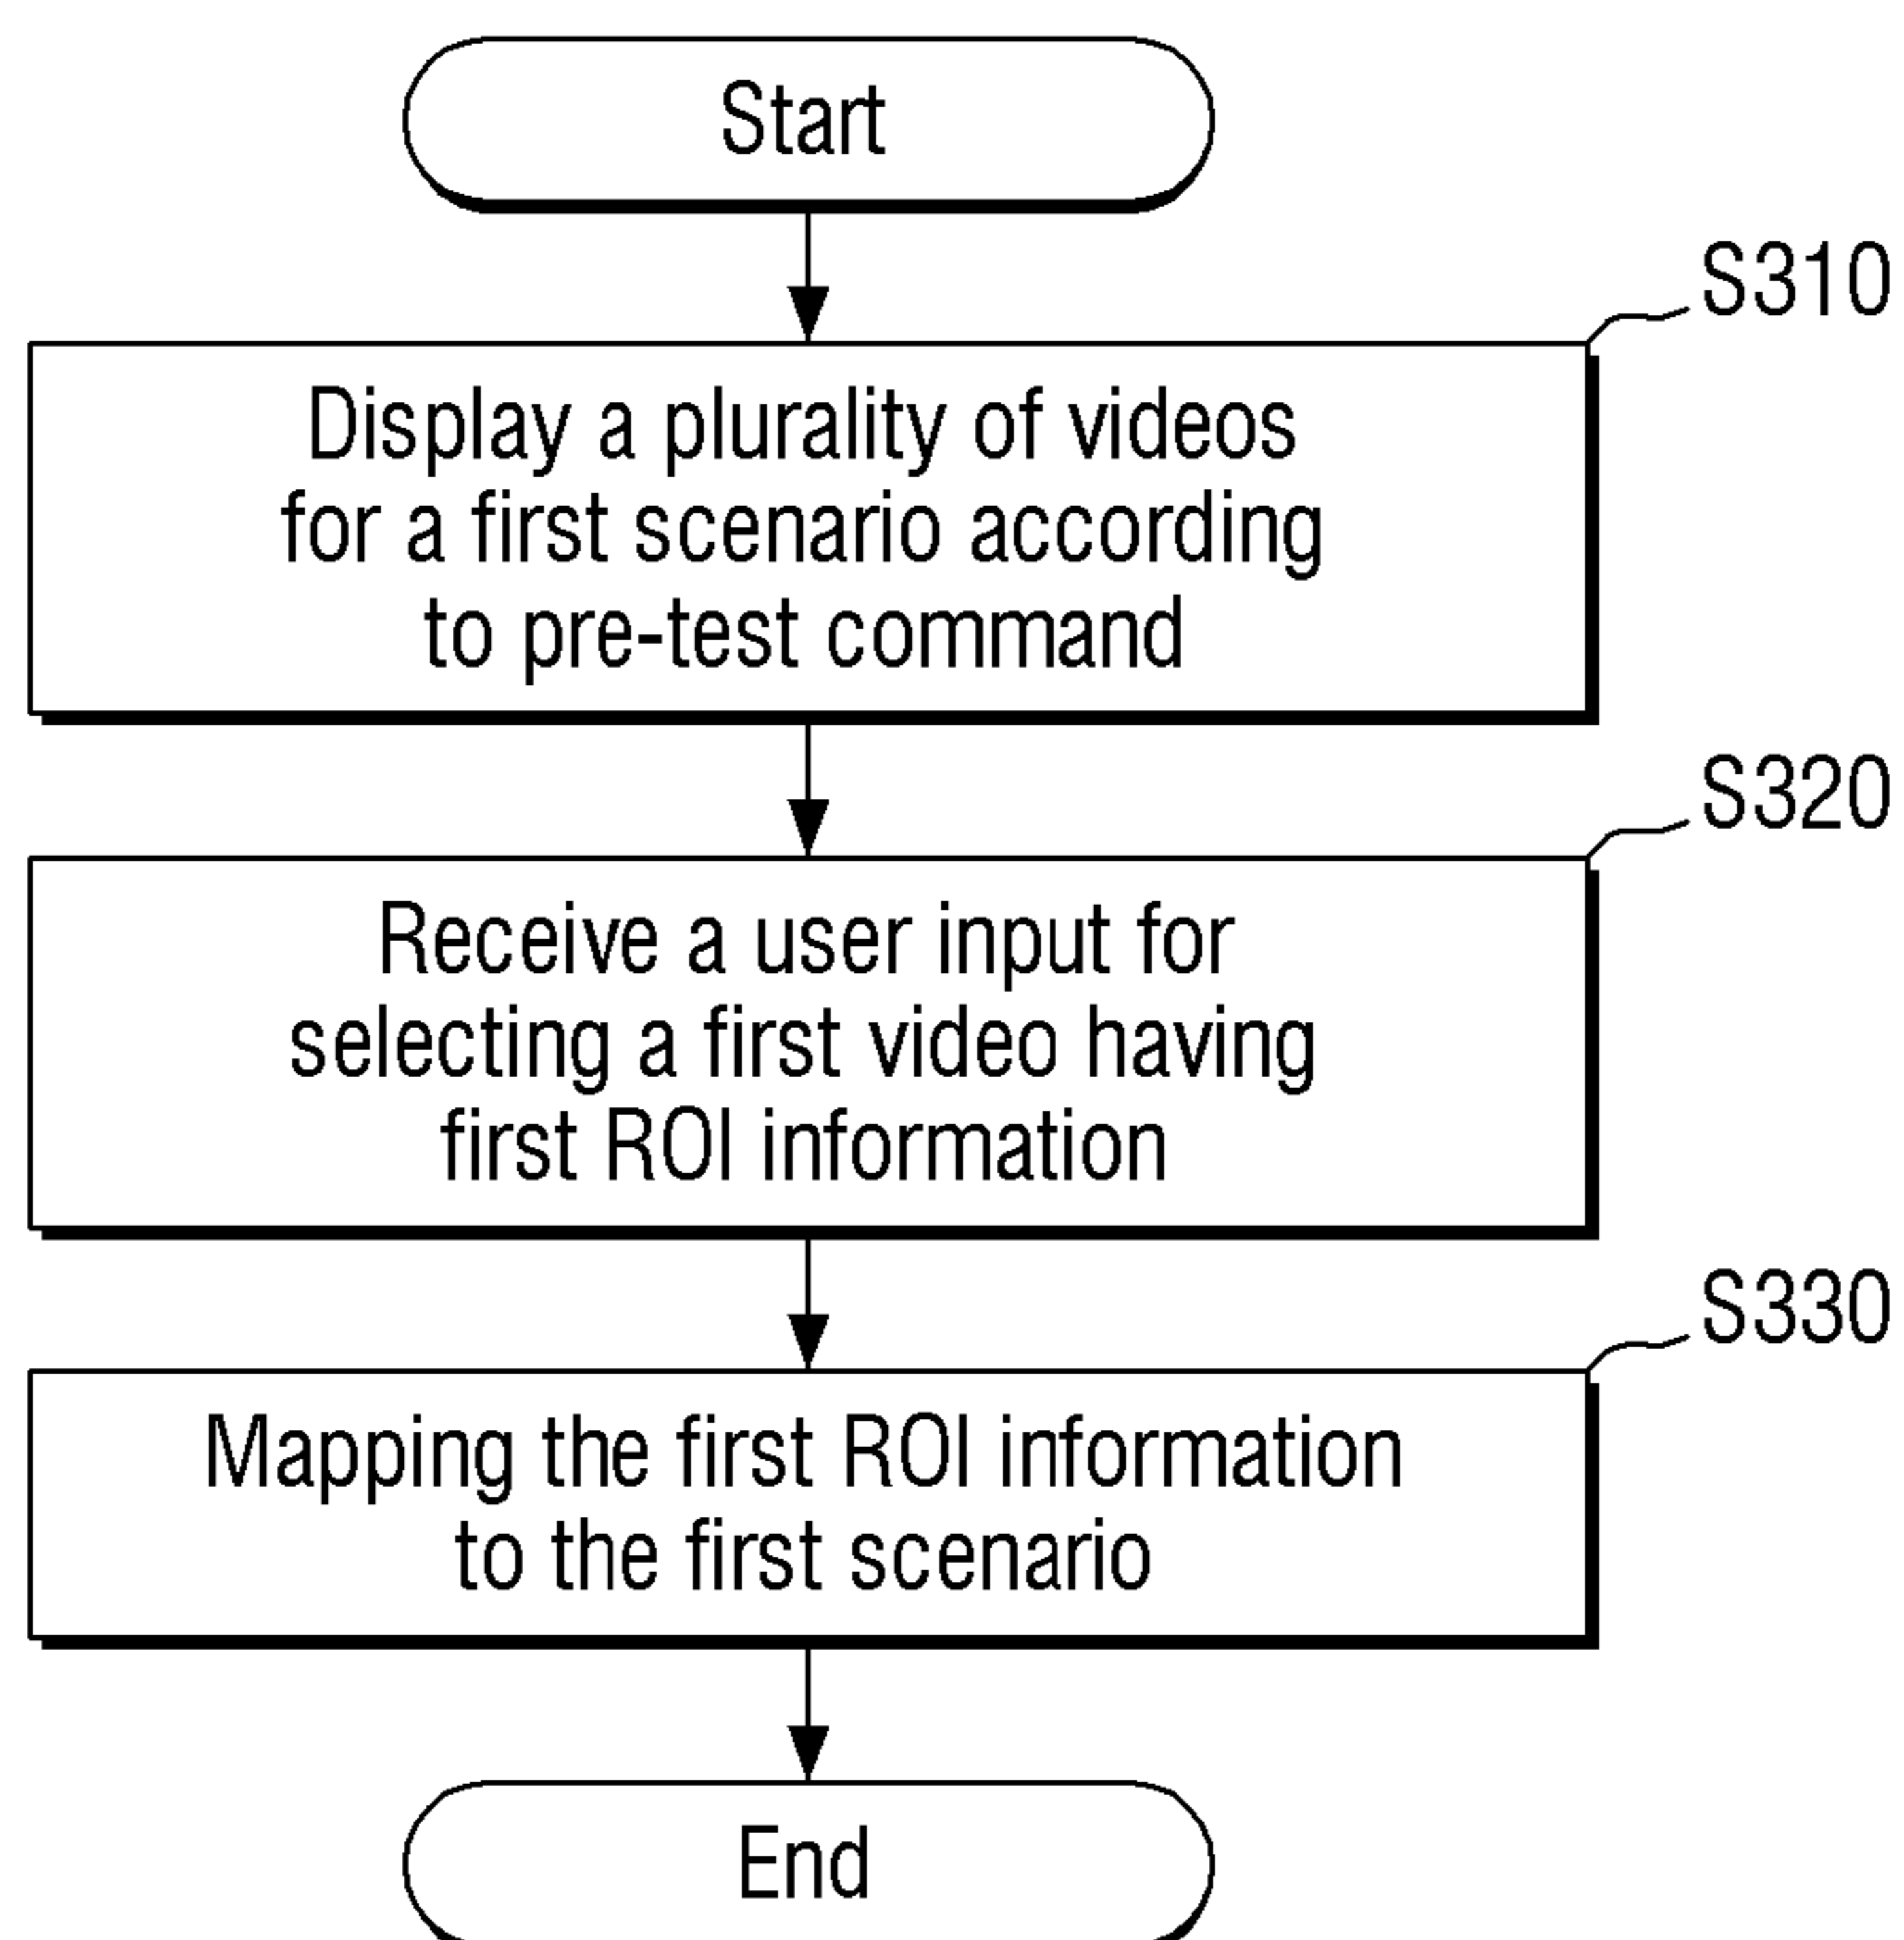 Start
S310
Display a plurality of videos
for a first scenario according
to pre-test command
S320
Receive a user input for
selecting a first video having
first ROI information
S330
Mapping the first ROI information
to the first scenario
End